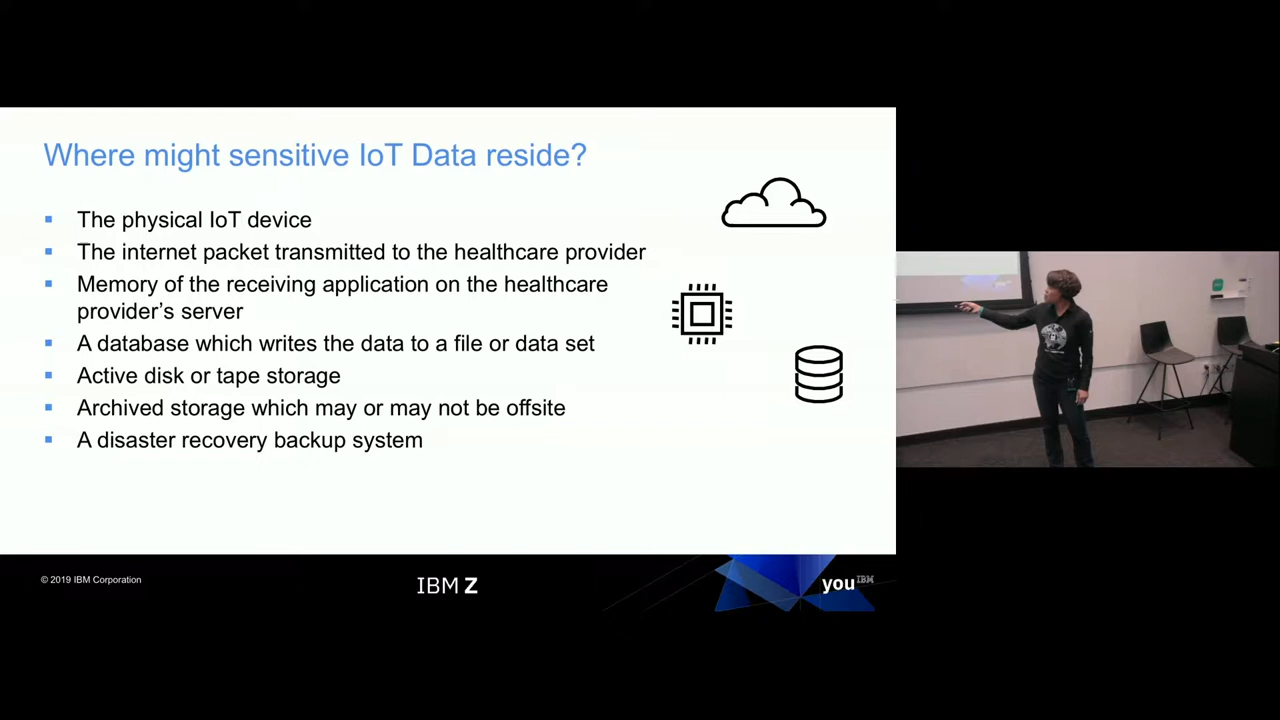 Where might sensitive IoT Data reside?
The physical IoT device
The internet packet transmitted to the healthcare provider
Memory of the receiving application on the healthcare
provider's server
A database which writes the data to a file or data set
Active disk or tape storage
Archived storage which may or may not be offsite
A disaster recovery backup system
© 2019 IBM Corporation
IBM Z
you IBM